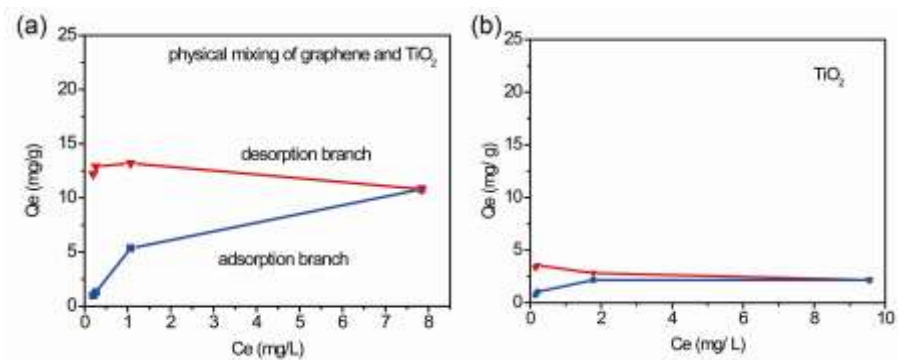 (a)
physical mixing of graphene and TiO₂
desorption branch
adsorption branch
Qe (mg/g)
25
20
15
10
5
0
0 1 2 3 4 5 6 7 8
Ce (mg/L)
(b)
TiO₂
Qe (mg/ g)
25
20
15
10
5
0
0 2 4 6 8 10
Ce (mg/ L)